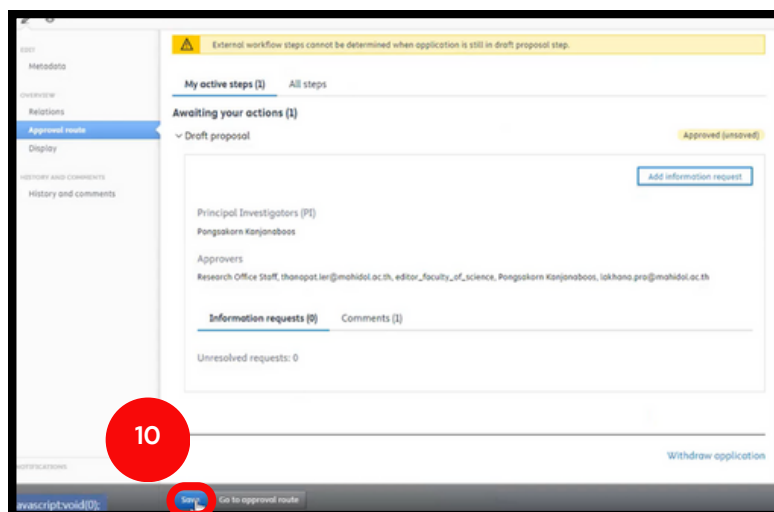 External workflow steps cannot be determined when application is still in draft proposal step.
EDIT
Metadata
OVERVIEW
Relations
Approval route
Display
HISTORY AND COMMENTS
History and comments
My active steps (1) All steps
Awaiting your actions (1)
Draft proposal Approved (unsaved)
Add information request
Principal Investigators (PI)
Pongsakorn Kanjanaboos
Approvers
Research Office Staff, thanapat.ler@mahidol.ac.th, editor_faculty_of_science, Pongsakorn Kanjanaboos, lakhana.pra@mahidol.ac.th
Information requests (0) Comments (1)
Unresolved requests: 0
10
Withdraw application
NOTIFICATIONS
avascript:void(0);
Save Go to approval route